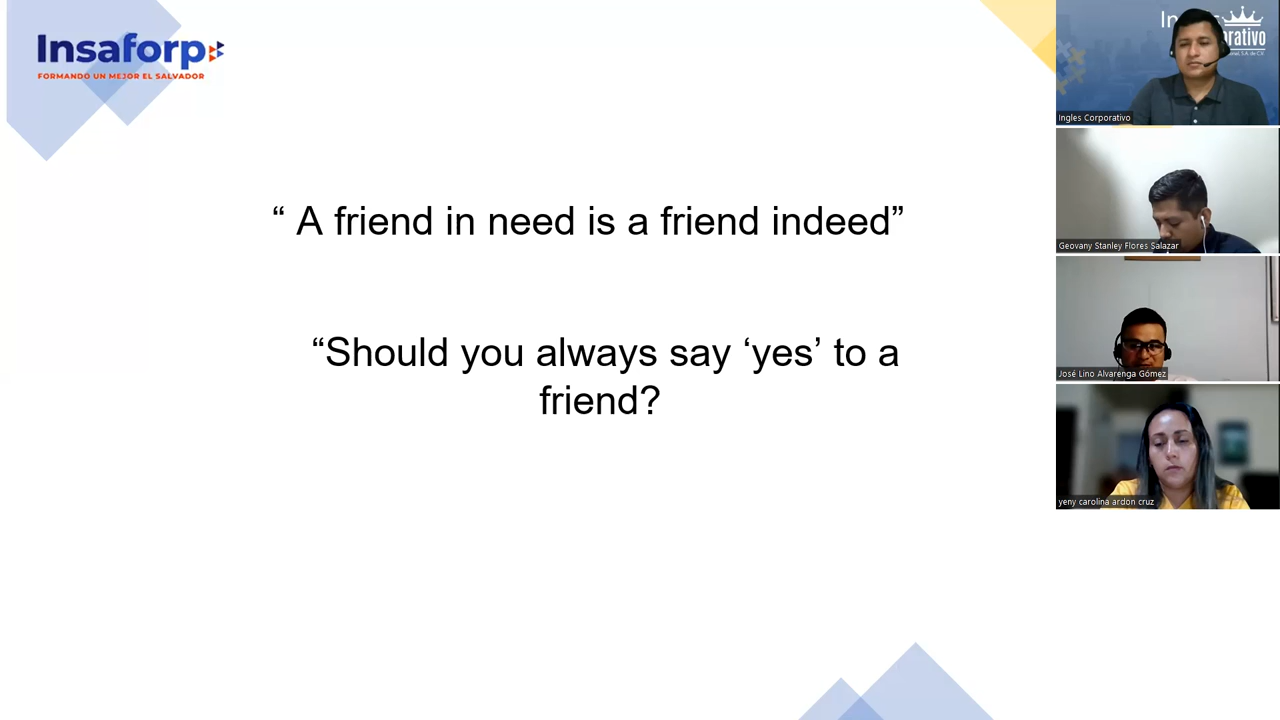 Insaforp
FORMANDO UN MEJOR EL SALVADOR
“ A friend in need is a friend indeed”
“Should you always say ‘yes’ to a
friend?
Ingles Corporativo
Geovany Stanley Flores Salazar
José Lino Alvarenga Gómez
yeny carolina ardon cruz